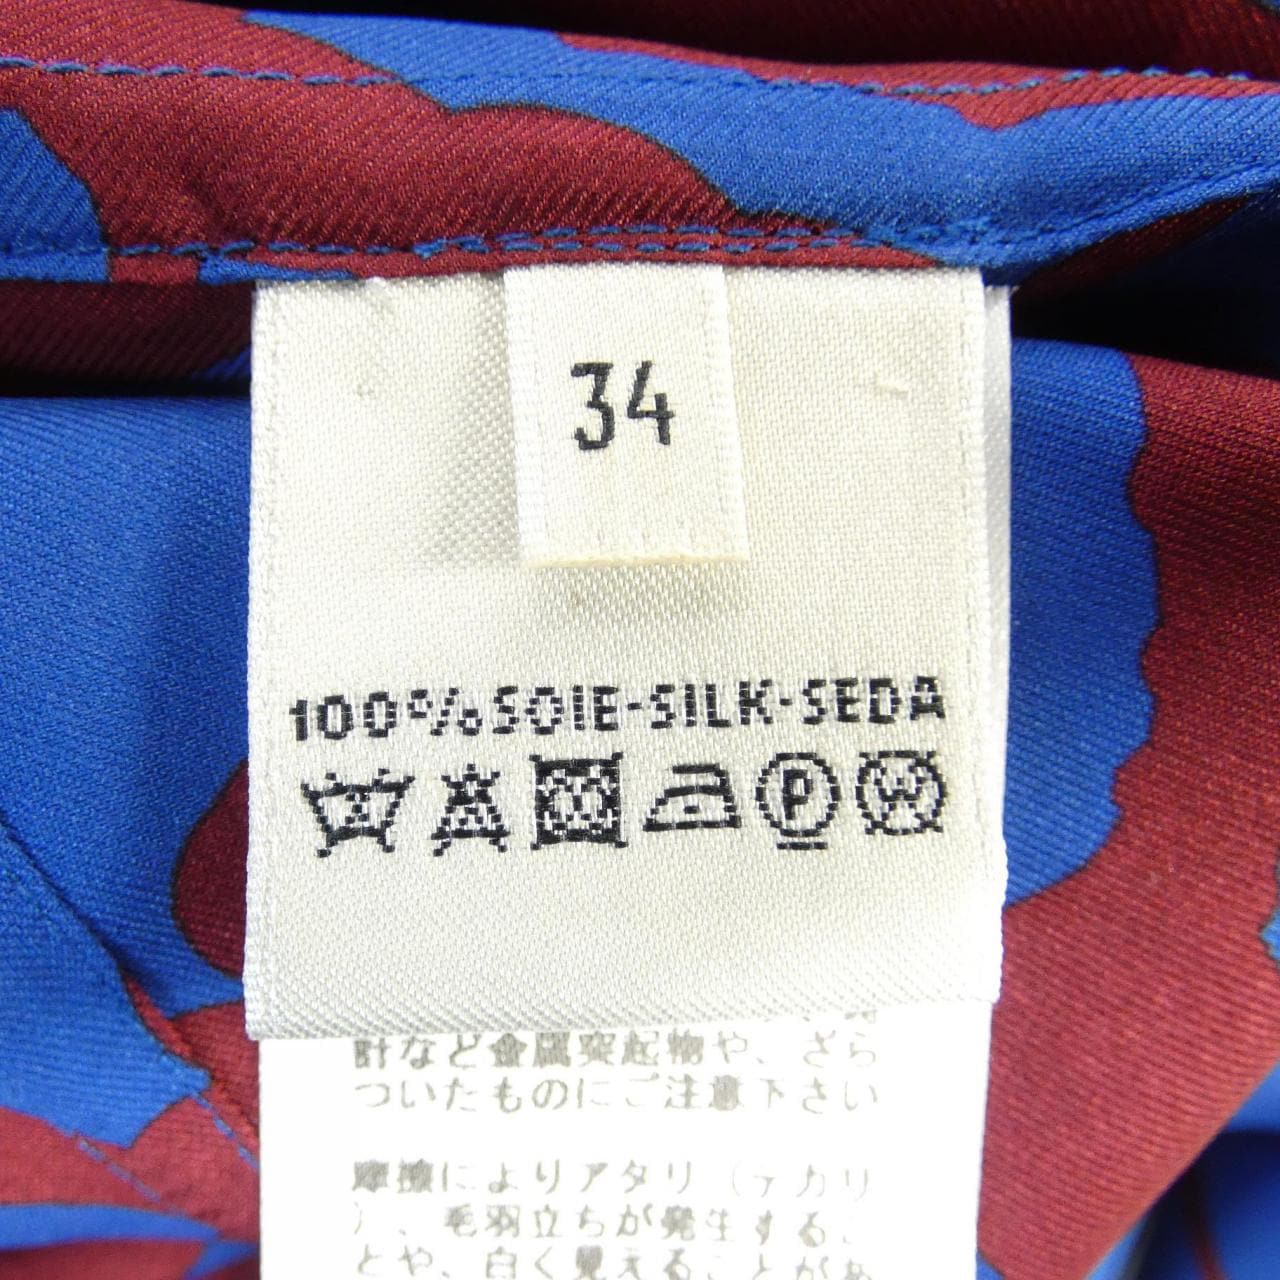 34
100% SOIE-SILK-SEDA
P
W
計など金属突起物や、ざら
ついたものにご注意下さい
摩擦によりアタリ（テカリ
）、毛羽立ちが発生するこ
とや、白く見えることがあ